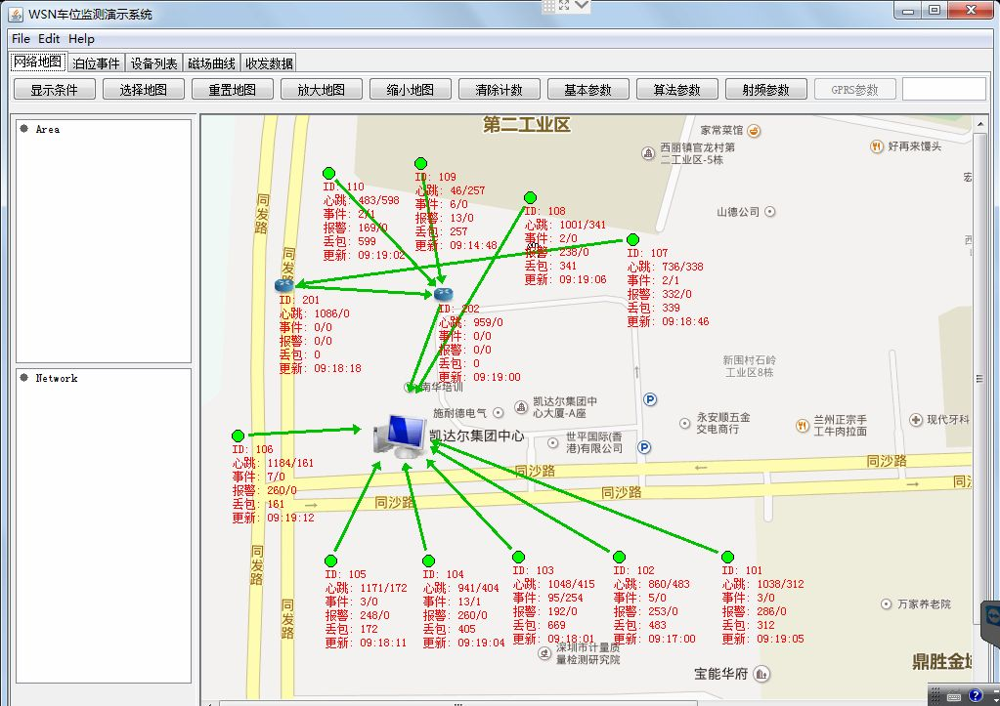 WSN车位监测演示系统
File Edit Help
网络地图 泊位事件 设备列表 磁场曲线 收发数据
显示条件 选择地图 重置地图 放大地图 缩小地图 清除计数 基本参数 算法参数 射频参数 GPRS参数
Area
Network
第二工业区
家常菜馆
西丽镇官龙村第
二工业区-5栋
好再来馒头
宏
山德公司
西
同发路
同发路
ID: 110
心跳: 483/598
事件: 2/1
报警: 169/0
丢包: 599
更新: 09:19:02
ID: 109
心跳: 46/257
事件: 6/0
报警: 13/0
丢包: 257
更新: 09:14:48
ID: 108
心跳: 1001/341
事件: 2/0
报警: 238/0
丢包: 341
更新: 09:19:06
ID: 107
心跳: 736/338
事件: 2/1
报警: 332/0
丢包: 339
更新: 09:18:46
ID: 201
心跳: 1086/0
事件: 0/0
报警: 0/0
丢包: 0
更新: 09:18:18
ID: 202
心跳: 959/0
事件: 0/0
报警: 0/0
丢包: 0
更新: 09:19:00
南华培训
新围村石岭
工业区8栋
P
施耐德电气
凯达尔集团中
心大厦-A座
凯达尔集团中心
世平国际(香
港)有限公司
P
永安顺五金
交电商行
兰州正宗手
工牛肉拉面
现代牙科
ID: 106
心跳: 1184/161
事件: 7/0
报警: 260/0
丢包: 161
更新: 09:19:12
同沙路
同沙路
同沙路
同沙路
同沙
同发路
同发路
ID: 105
心跳: 1171/172
事件: 3/0
报警: 248/0
丢包: 172
更新: 09:18:11
ID: 104
心跳: 941/404
事件: 13/1
报警: 260/0
丢包: 405
更新: 09:19:04
ID: 103
心跳: 1048/415
事件: 95/254
报警: 192/0
丢包: 669
更新: 09:18:01
ID: 102
心跳: 860/483
事件: 5/0
报警: 253/0
丢包: 483
更新: 09:17:00
ID: 101
心跳: 1038/312
事件: 3/0
报警: 286/0
丢包: 312
更新: 09:19:05
万家养老院
深圳市计量质
量检测研究院
宝能华府
鼎胜金